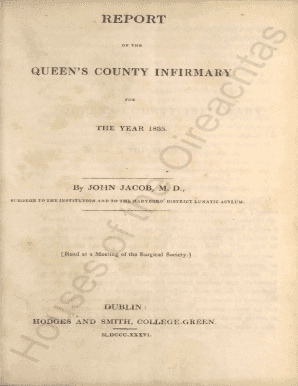 REPORT
OF THE
QUEEN'S COUNTY INFIRMARY
FOR
THE YEAR 1835.
By JOHN JACOB, M. D.,
SURGEON TO THE INSTITUTION AND TO THE MARYBORO' DISTRICT LUNATIC ASYLUM.
[Read at a Meeting of the Surgical Society.]
DUBLIN:
HODGES AND SMITH, COLLEGE-GREEN.
M,DCCC,XXXVI.
Houses of the Oireachtas